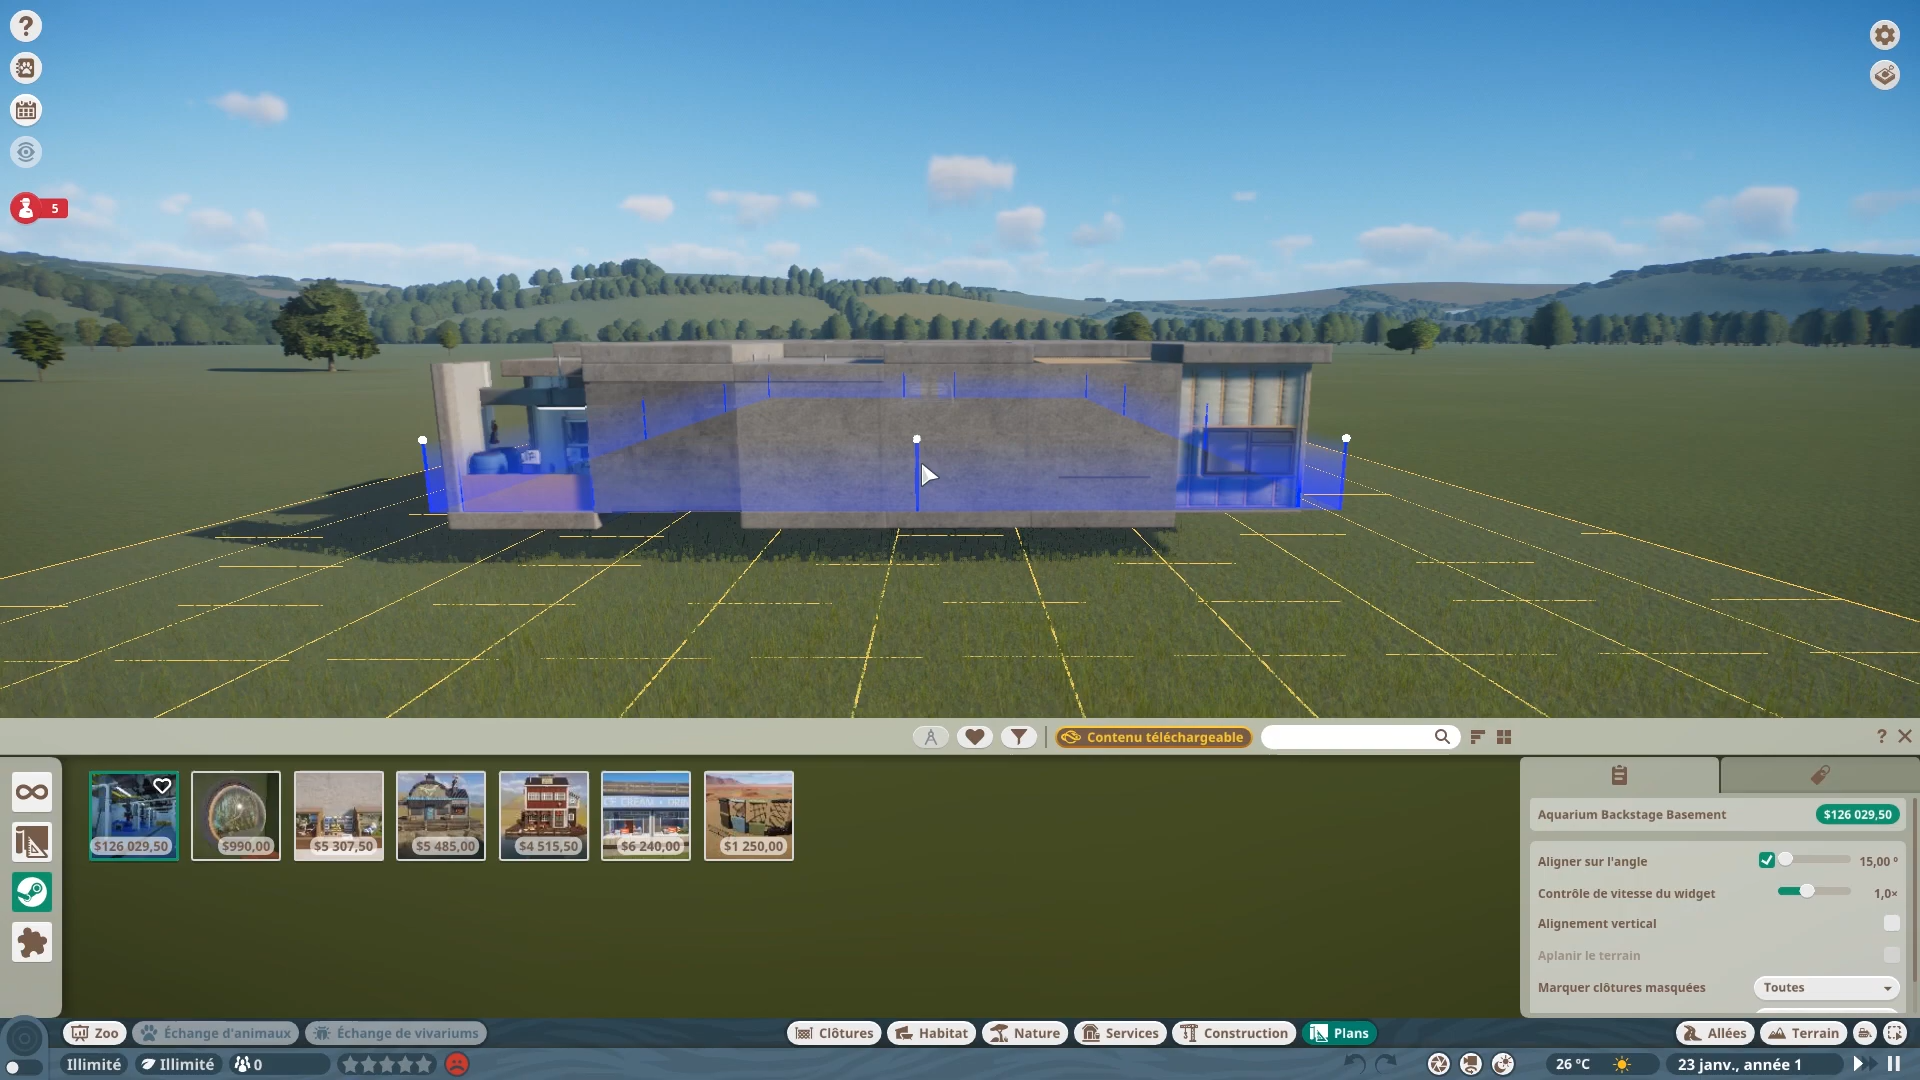 ?
5
Contenu téléchargeable
?
$126 029,50
$990,00
$5 307,50
$5 485,00
$4 515,50
$6 240,00
$1 250,00
Aquarium Backstage Basement
$126 029,50
Aligner sur l'angle
15,00 °
Contrôle de vitesse du widget
1,0×
Alignement vertical
Aplanir le terrain
Marquer clôtures masquées
Toutes
Zoo
Échange d'animaux
Échange de vivariums
Clôtures
Habitat
Nature
Services
Construction
Plans
Allées
Terrain
Illimité
Illimité
0
26 °C
23 janv., année 1